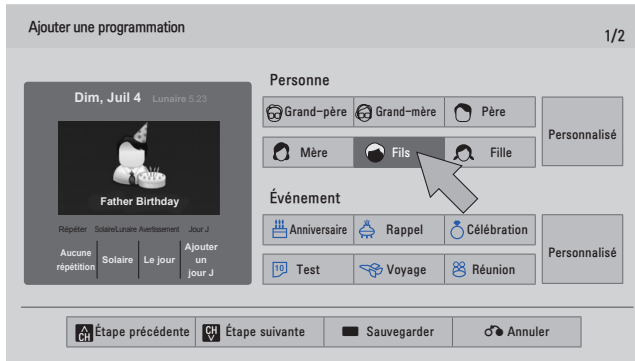 Ajouter une programmation
1/2
Dim, Juil 4 Lunaire 5.23
Father Birthday
Répéter Solaire/Lunaire Avertissement Jour J
Aucune répétition Solaire Le jour Ajouter un jour J
Personne
Grand-père Grand-mère Père
Mère Fils Fille
Personnalisé
Événement
Anniversaire Rappel Célébration
10 Test Voyage Réunion
Personnalisé
CH Étape précédente CH Étape suivante Sauvegarder Annuler